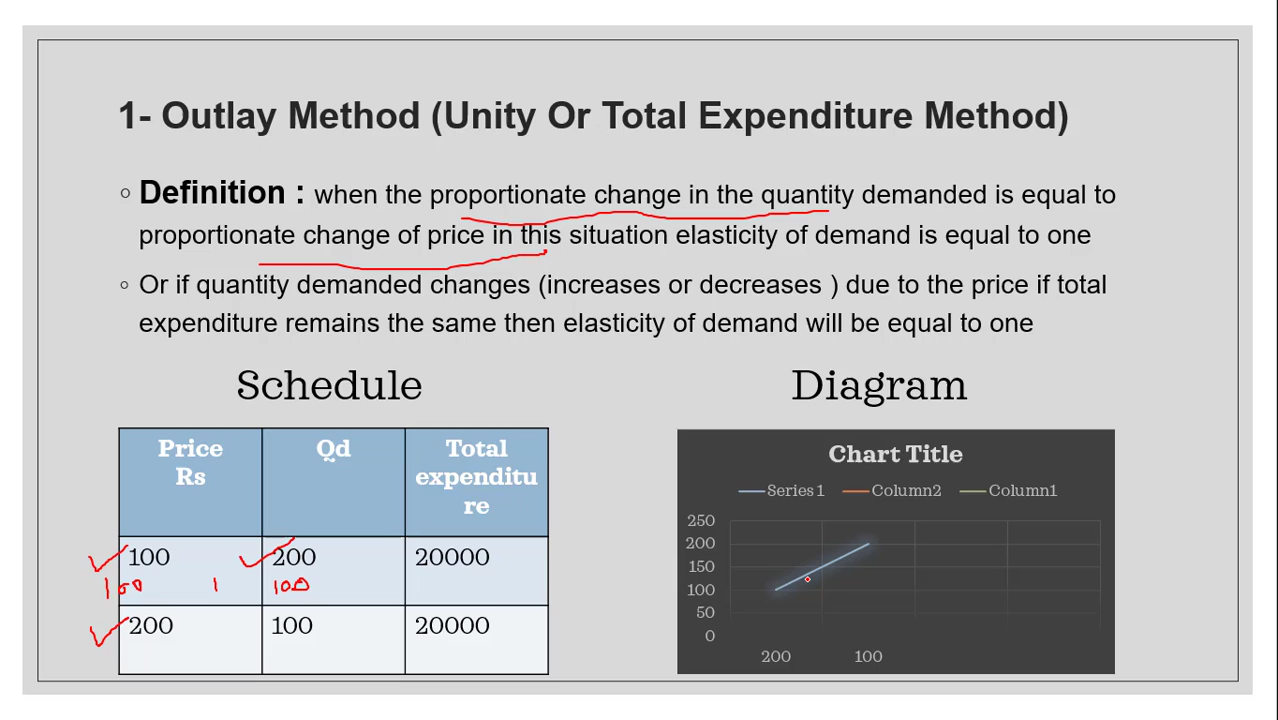 1- Outlay Method (Unity Or Total Expenditure Method)
Definition : when the proportionate change in the quantity demanded is equal to
proportionate change of price in this situation elasticity of demand is equal to one
Or if quantity demanded changes (increases or decreases ) due to the price if total
expenditure remains the same then elasticity of demand will be equal to one
Schedule
Price
Rs
Qd
Total
expenditu
re
100
200
20000
100
1
100
200
100
20000
Diagram
Chart Title
Series 1
Column2
Column1
250
200
150
100
50
0
200
100